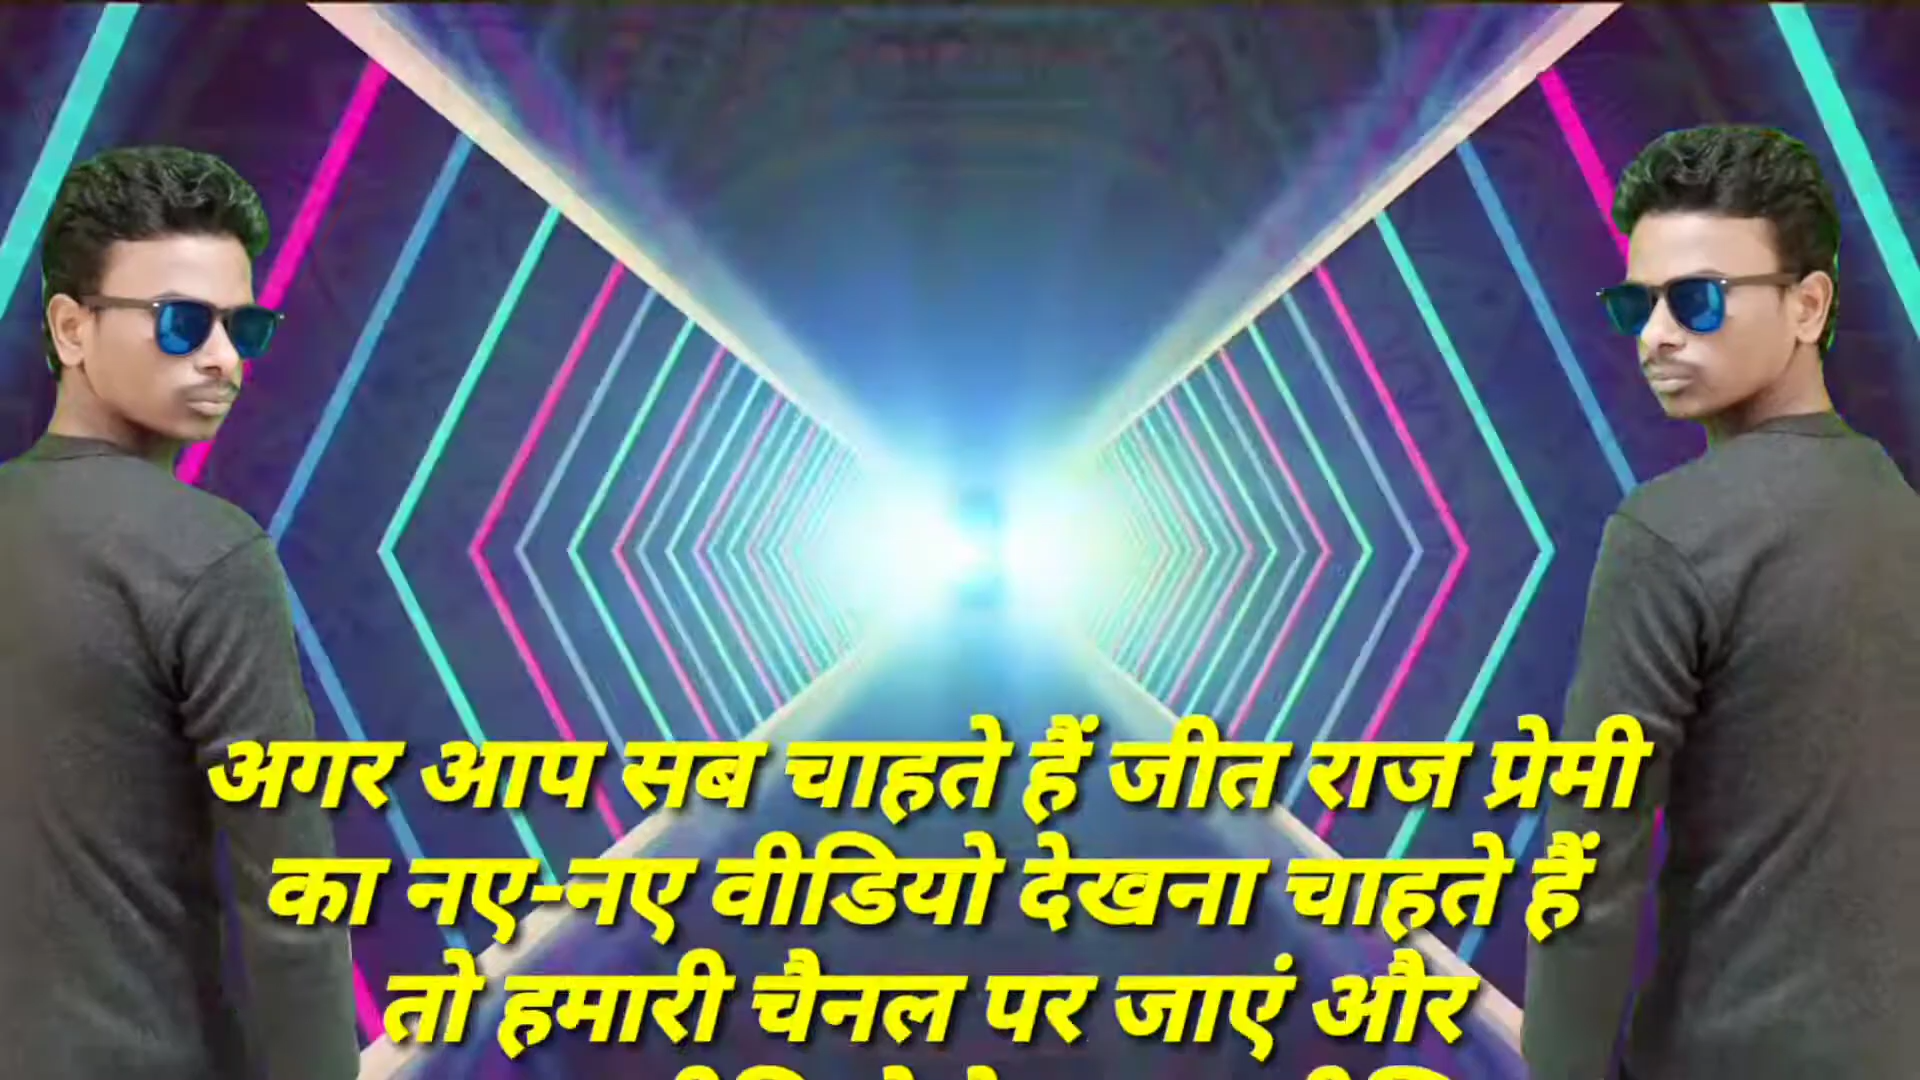 अगर आप सब चाहते हैं जीत राज प्रेमी
का नए-नए वीडियो देखना चाहते हैं
तो हमारी चैनल पर जाएं और